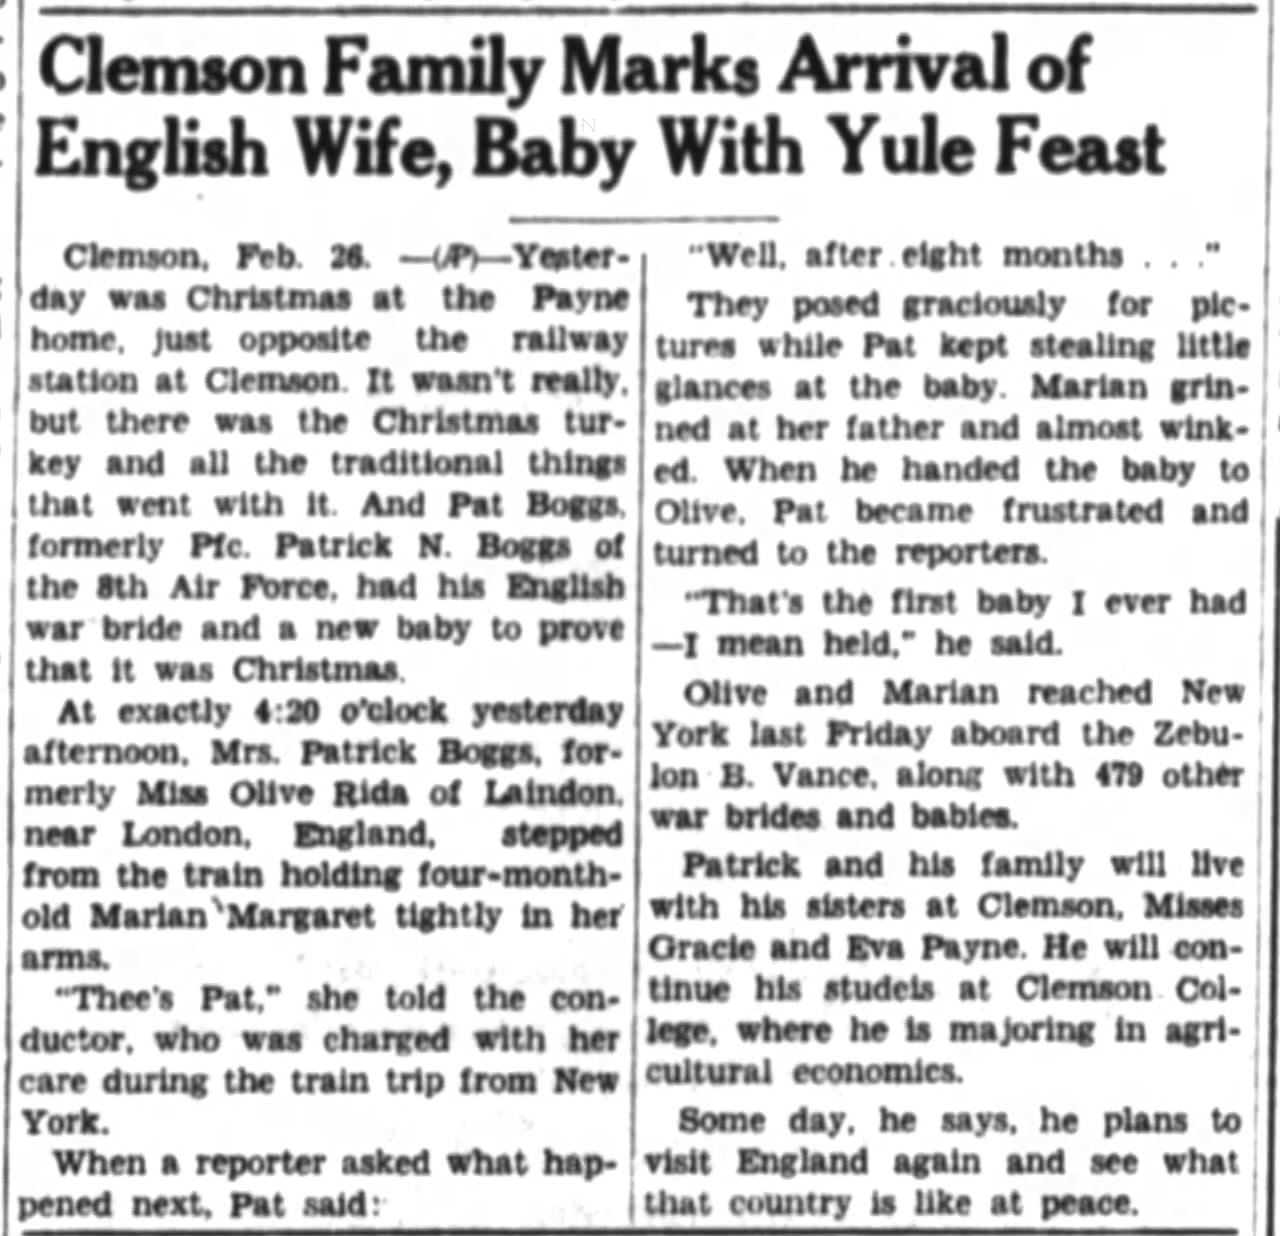 Clemson Family Marks Arrival of
English Wife, Baby With Yule Feast
Clemson, Feb. 26. —(AP)—Yester-
day was Christmas at the Payne
home, just opposite the railway
station at Clemson. It wasn't really,
but there was the Christmas tur-
key and all the traditional things
that went with it. And Pat Boggs,
formerly Pfc. Patrick N. Boggs of
the 8th Air Force, had his English
war bride and a new baby to prove
that it was Christmas.
At exactly 4:20 o'clock yesterday
afternoon, Mrs. Patrick Boggs, for-
merly Miss Olive Rida of Laindon,
near London, England, stepped
from the train holding four-month-
old Marian Margaret tightly in her
arms.
"Thee's Pat," she told the con-
ductor, who was charged with her
care during the train trip from New
York.
When a reporter asked what hap-
pened next, Pat said:
"Well, after eight months . . ."
They posed graciously for pic-
tures while Pat kept stealing little
glances at the baby. Marian grin-
ned at her father and almost wink-
ed. When he handed the baby to
Olive, Pat became frustrated and
turned to the reporters.
"That's the first baby I ever had
—I mean held," he said.
Olive and Marian reached New
York last Friday aboard the Zebu-
lon B. Vance, along with 479 other
war brides and babies.
Patrick and his family will live
with his sisters at Clemson, Misses
Gracie and Eva Payne. He will con-
tinue his studeis at Clemson Col-
lege, where he is majoring in agri-
cultural economics.
Some day, he says, he plans to
visit England again and see what
that country is like at peace.